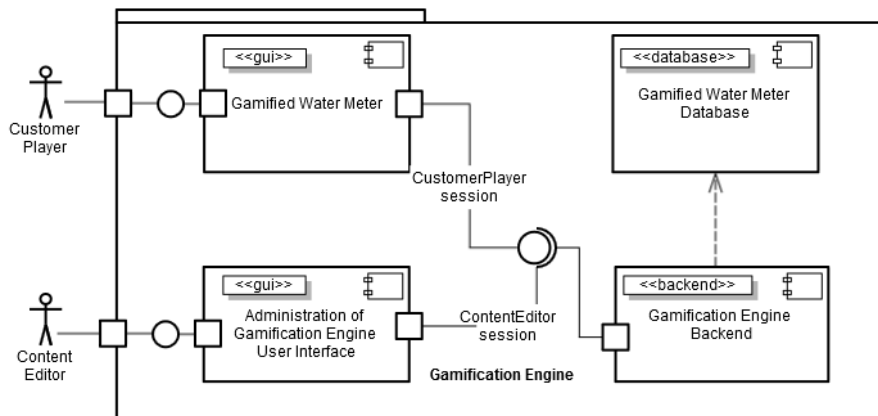 <<gui>>
Gamified Water Meter
<<database>>
Gamified Water Meter
Database
Customer
Player
CustomerPlayer
session
<<gui>>
Administration of
Gamification Engine
User Interface
ContentEditor
session
<<backend>>
Gamification Engine
Backend
Content
Editor
Gamification Engine